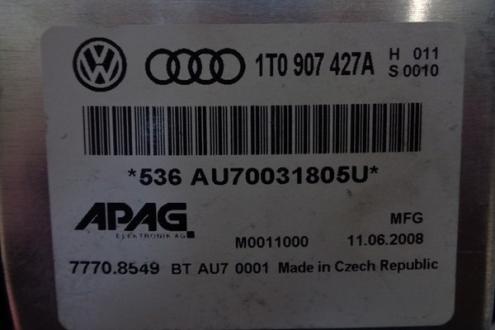 1T0 907 427A H 011
S 0010
*536 AU70031805U*
APAG
ELEKTRONIK AG
MFG
M0011000 11.06.2008
7770.8549 BT AU7 0001 Made in Czech Republic